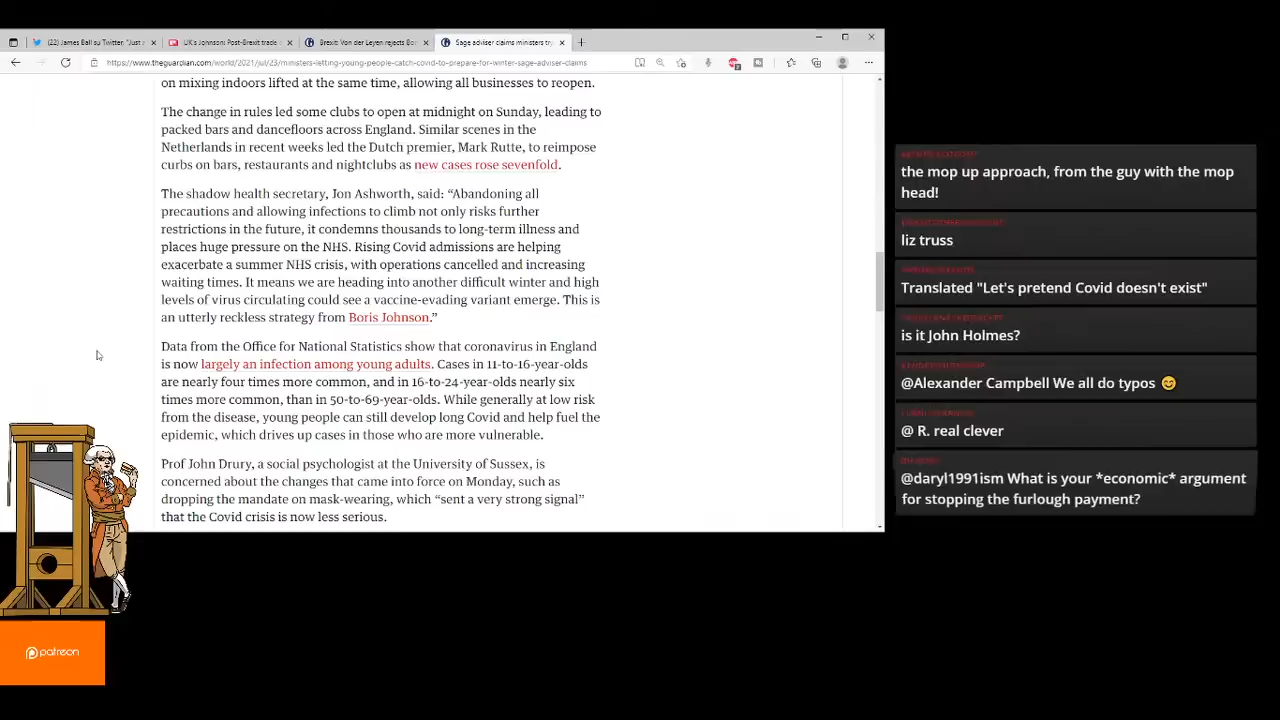 (22) James Ball su Twitter: "Just
UK's Johnson: Post-Brexit trade
Brexit: Von der Leyen rejects Bor
Sage adviser claims ministers try
https://www.theguardian.com/world/2021/jul/23/ministers-letting-young-people-catch-covid-to-prepare-for-winter-sage-adviser-claims
on mixing indoors lifted at the same time, allowing all businesses to reopen.
The change in rules led some clubs to open at midnight on Sunday, leading to
packed bars and dancefloors across England. Similar scenes in the
Netherlands in recent weeks led the Dutch premier, Mark Rutte, to reimpose
curbs on bars, restaurants and nightclubs as new cases rose sevenfold.
The shadow health secretary, Jon Ashworth, said: “Abandoning all
precautions and allowing infections to climb not only risks further
restrictions in the future, it condemns thousands to long-term illness and
places huge pressure on the NHS. Rising Covid admissions are helping
exacerbate a summer NHS crisis, with operations cancelled and increasing
waiting times. It means we are heading into another difficult winter and high
levels of virus circulating could see a vaccine-evading variant emerge. This is
an utterly reckless strategy from Boris Johnson.”
Data from the Office for National Statistics show that coronavirus in England
is now largely an infection among young adults. Cases in 11-to-16-year-olds
are nearly four times more common, and in 16-to-24-year-olds nearly six
times more common, than in 50-to-69-year-olds. While generally at low risk
from the disease, young people can still develop long Covid and help fuel the
epidemic, which drives up cases in those who are more vulnerable.
Prof John Drury, a social psychologist at the University of Sussex, is
concerned about the changes that came into force on Monday, such as
dropping the mandate on mask-wearing, which “sent a very strong signal”
that the Covid crisis is now less serious.
the mop up approach, from the guy with the mop
head!
liz truss
Translated "Let's pretend Covid doesn't exist"
is it John Holmes?
@Alexander Campbell We all do typos 😊
@ R. real clever
@daryl1991ism What is your *economic* argument
for stopping the furlough payment?
patreon